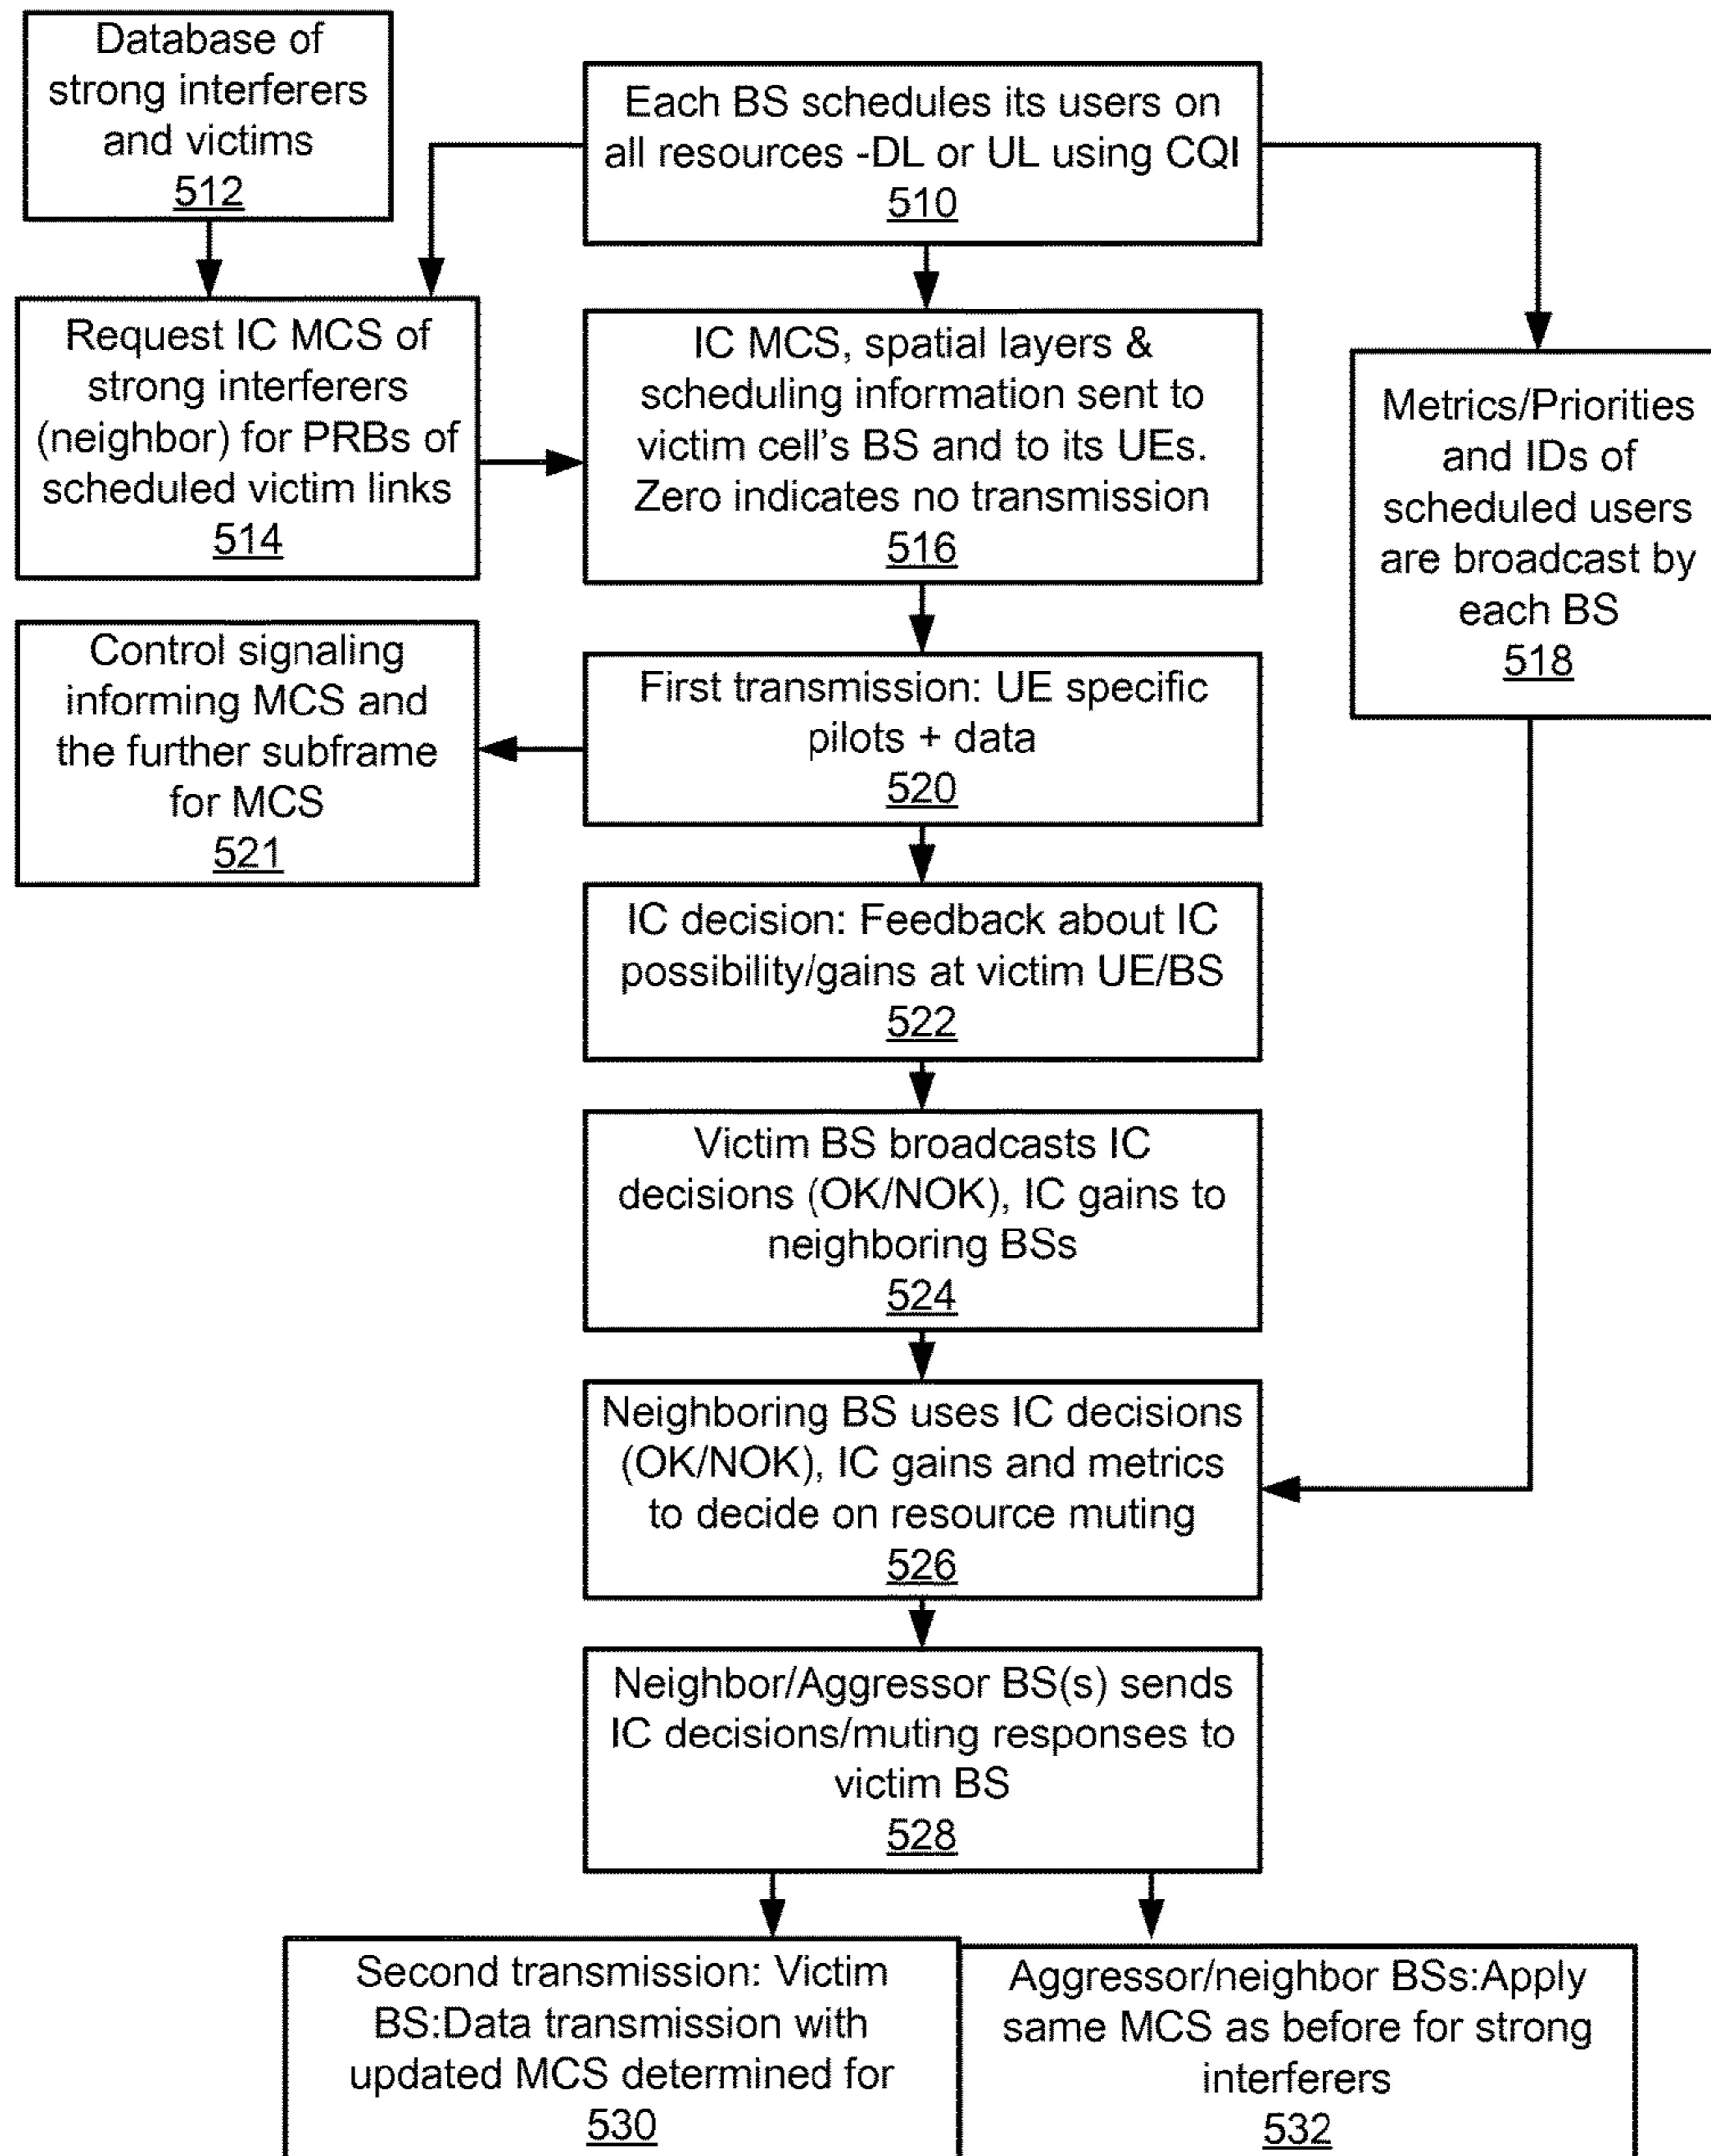 Database of
strong interferers
and victims
512
Each BS schedules its users on
all resources -DL or UL using CQI
510
Request IC MCS of
strong interferers
(neighbor) for PRBs of
scheduled victim links
514
IC MCS, spatial layers &
scheduling information sent to
victim cell's BS and to its UEs.
Zero indicates no transmission
516
Metrics/Priorities
and IDs of
scheduled users
are broadcast by
each BS
518
Control signaling
informing MCS and
the further subframe
for MCS
521
First transmission: UE specific
pilots + data
520
IC decision: Feedback about IC
possibility/gains at victim UE/BS
522
Victim BS broadcasts IC
decisions (OK/NOK), IC gains to
neighboring BSs
524
Neighboring BS uses IC decisions
(OK/NOK), IC gains and metrics
to decide on resource muting
526
Neighbor/Aggressor BS(s) sends
IC decisions/muting responses to
victim BS
528
Second transmission: Victim
BS:Data transmission with
updated MCS determined for
530
Aggressor/neighbor BSs:Apply
same MCS as before for strong
interferers
532